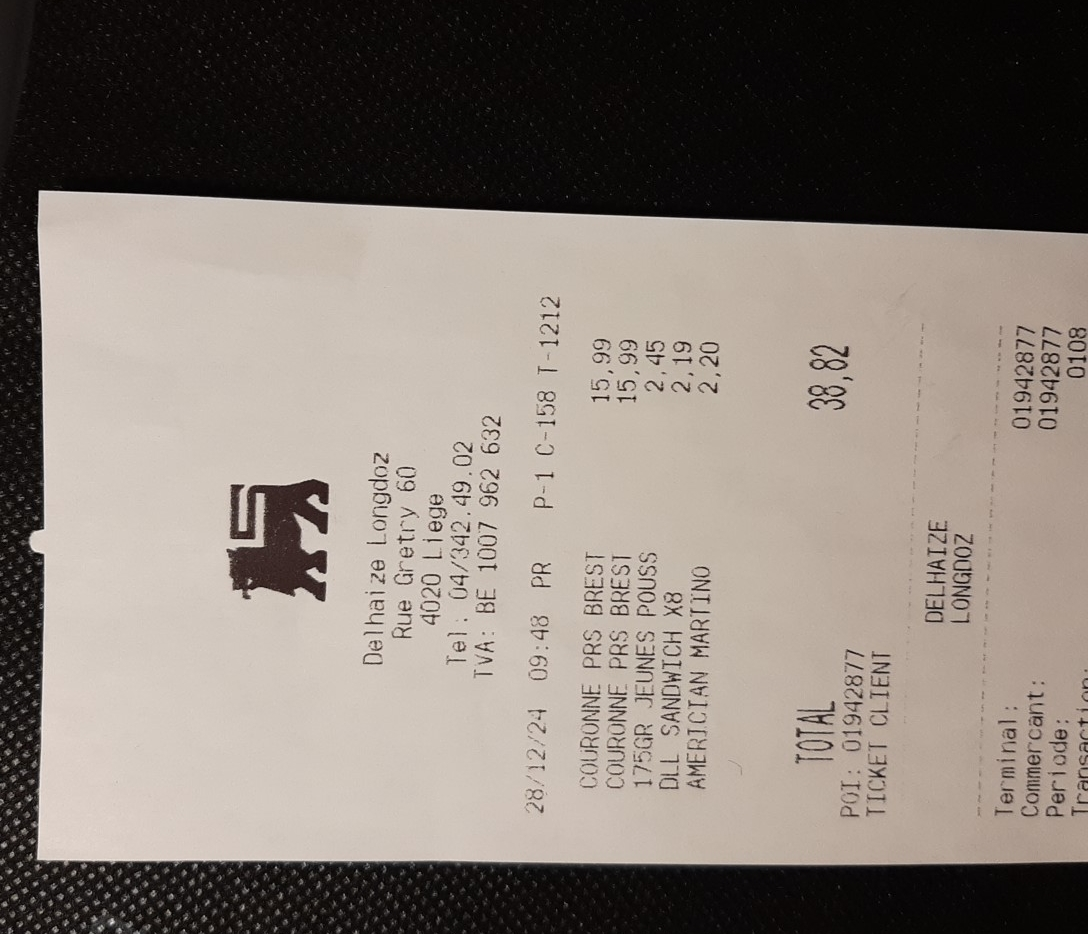 Delhaize Longdoz
Rue Gretry 60
4020 Liege
Tel: 04/342.49.02
TVA: BE 1007 962 632
28/12/24 09:48 PR P-1 C-158 T-1212
COURONNE PRS BREST 15,99
COURONNE PRS BREST 15,99
175GR JEUNES POUSS 2,45
DLL SANDWICH X8 2,19
AMERICIAN MARTINO 2,20
TOTAL 38,82
POI: 01942877
TICKET CLIENT
DELHAIZE
LONGDOZ
Terminal: 01942877
Commercant: 01942877
Periode: 0108
Transaction: